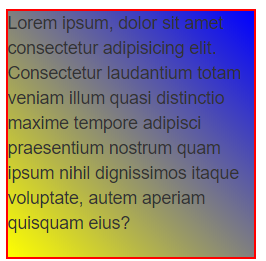 Lorem ipsum, dolor sit amet
consectetur adipisicing elit.
Consectetur laudantium totam
veniam illum quasi distinctio
maxime tempore adipisci
praesentium nostrum quam
ipsum nihil dignissimos itaque
voluptate, autem aperiam
quisquam eius?